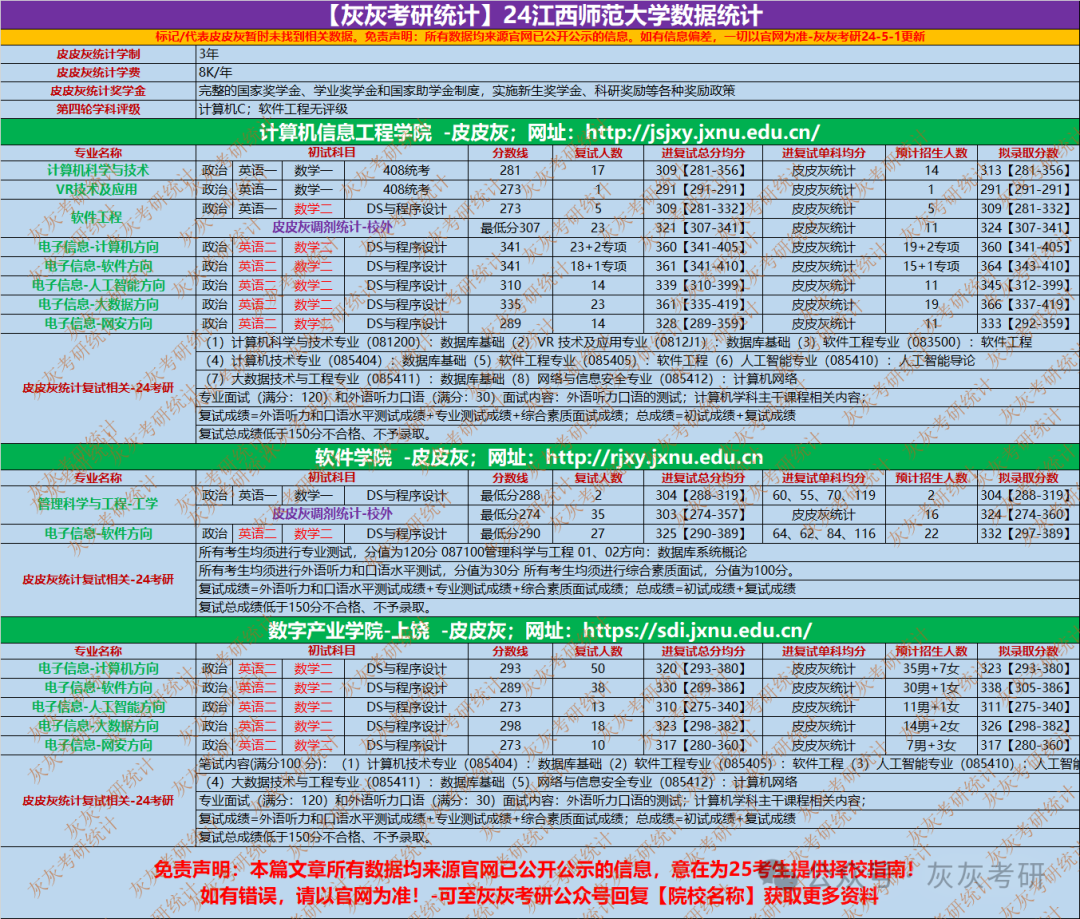 【灰灰考研统计】24江西师范大学数据统计
标记/代表皮皮灰暂时未找到相关数据。免责声明：所有数据均来源官网已公开公示的信息。如有信息偏差，一切以官网为准-灰灰考研24-5-1更新
皮皮灰统计学制 3年
皮皮灰统计学费 8K/年
皮皮灰统计奖学金 完整的国家奖学金、学业奖学金和国家助学金制度，实施新生奖学金、科研奖励等各种奖励政策
第四轮学科评级 计算机C；软件工程无评级
计算机信息工程学院 -皮皮灰；网址：http://jsjxy.jxnu.edu.cn/
专业名称 初试科目 分数线 复试人数 进复试总分均分 进复试单科均分 预计招生人数 拟录取分数
计算机科学与技术 政治 英语一 数学一 408统考 281 17 309【281-356】 皮皮灰统计 14 313【281-356】
VR技术及应用 政治 英语一 数学一 408统考 273 1 291【291-291】 皮皮灰统计 1 291【291-291】
软件工程 政治 英语一 数学二 DS与程序设计 273 5 309【281-332】 皮皮灰统计 5 309【281-332】
皮皮灰调剂统计-校外 最低分307 23 321【307-341】 皮皮灰统计 11 324【307-341】
电子信息-计算机方向 政治 英语二 数学二 DS与程序设计 341 23+2专项 360【341-405】 皮皮灰统计 19+2专项 360【341-405】
电子信息-软件方向 政治 英语二 数学二 DS与程序设计 341 18+1专项 361【341-410】 皮皮灰统计 15+1专项 364【343-410】
电子信息-人工智能方向 政治 英语二 数学二 DS与程序设计 310 14 339【310-399】 皮皮灰统计 11 345【312-399】
电子信息-大数据方向 政治 英语二 数学二 DS与程序设计 335 23 361【335-419】 皮皮灰统计 19 366【337-419】
电子信息-网安方向 政治 英语二 数学二 DS与程序设计 289 14 328【289-359】 皮皮灰统计 11 333【292-359】
皮皮灰统计复试相关-24考研
（1）计算机科学与技术专业（081200）：数据库基础（2）VR 技术及应用专业（0812J1）：数据库基础（3）软件工程专业（083500）：软件工程
（4）计算机技术专业（085404）：数据库基础（5）软件工程专业（085405）：软件工程（6）人工智能专业（085410）：人工智能导论
（7）大数据技术与工程专业（085411）：数据库基础（8）网络与信息安全专业（085412）：计算机网络
专业面试（满分：120）和外语听力口语（满分：30）面试内容：外语听力口语的测试；计算机学科主干课程相关内容；
复试成绩=外语听力和口语水平测试成绩+专业测试成绩+综合素质面试成绩；总成绩=初试成绩+复试成绩
复试总成绩低于150分不合格、不予录取。
软件学院 -皮皮灰；网址：http://rjxy.jxnu.edu.cn
专业名称 初试科目 分数线 复试人数 进复试总分均分 进复试单科均分 预计招生人数 拟录取分数
管理科学与工程-工学 政治 英语一 数学一 DS与程序设计 最低分288 2 304【288-319】 60、55、70、119 2 304【288-319】
皮皮灰调剂统计-校外 最低分274 35 303【274-357】 皮皮灰统计 16 324【274-360】
电子信息-软件方向 政治 英语二 数学二 DS与程序设计 最低分290 27 325【290-389】 64、62、84、116 22 332【297-389】
皮皮灰统计复试相关-24考研
所有考生均须进行专业测试，分值为120分 087100管理科学与工程 01、02方向：数据库系统概论
所有考生均须进行外语听力和口语水平测试，分值为30分 所有考生均须进行综合素质面试，分值为100分。
复试成绩=外语听力和口语水平测试成绩+专业测试成绩+综合素质面试成绩；总成绩=初试成绩+复试成绩
复试总成绩低于150分不合格、不予录取。
数字产业学院-上饶 -皮皮灰；网址：https://sdi.jxnu.edu.cn/
专业名称 初试科目 分数线 复试人数 进复试总分均分 进复试单科均分 预计招生人数 拟录取分数
电子信息-计算机方向 政治 英语二 数学二 DS与程序设计 293 50 320【293-380】 皮皮灰统计 35男+7女 323【293-380】
电子信息-软件方向 政治 英语二 数学二 DS与程序设计 289 38 330【289-386】 皮皮灰统计 30男+1女 338【305-386】
电子信息-人工智能方向 政治 英语二 数学二 DS与程序设计 273 13 310【275-340】 皮皮灰统计 11男+1女 311【275-340】
电子信息-大数据方向 政治 英语二 数学二 DS与程序设计 298 18 323【298-382】 皮皮灰统计 14男+2女 326【298-382】
电子信息-网安方向 政治 英语二 数学二 DS与程序设计 273 10 317【280-360】 皮皮灰统计 7男+3女 317【280-360】
皮皮灰统计复试相关-24考研
笔试内容(满分100 分)：（1）计算机技术专业（085404）：数据库基础（2）软件工程专业（085405）：软件工程（3）人工智能专业（085410）：人工智能
（4）大数据技术与工程专业（085411）：数据库基础（5）网络与信息安全专业（085412）：计算机网络
专业面试（满分：120）和外语听力口语（满分：30）面试内容：外语听力口语的测试；计算机学科主干课程相关内容；
复试成绩=外语听力和口语水平测试成绩+专业测试成绩+综合素质面试成绩；总成绩=初试成绩+复试成绩
复试总成绩低于150分不合格、不予录取。
免责声明：本篇文章所有数据均来源官网已公开公示的信息，意在为25考生提供择校指南！
如有错误，请以官网为准！-可至灰灰考研公众号回复【院校名称】获取更多资料
公众号 灰灰考研